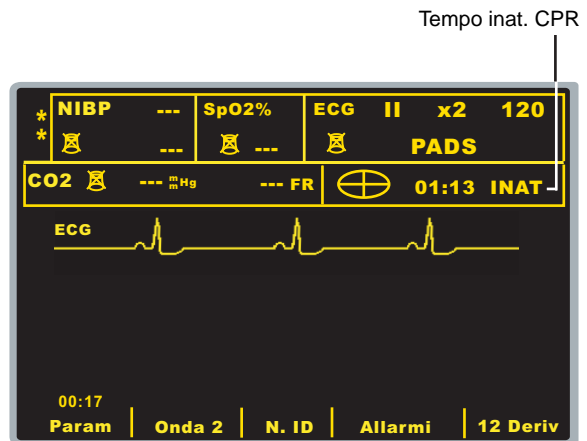 Tempo inat. CPR
* NIBP --- SpO2% ECG II x2 120
* --- --- PADS
CO2 --- mmHg --- FR 01:13 INAT
ECG
00:17
Param Onda 2 N. ID Allarmi 12 Deriv